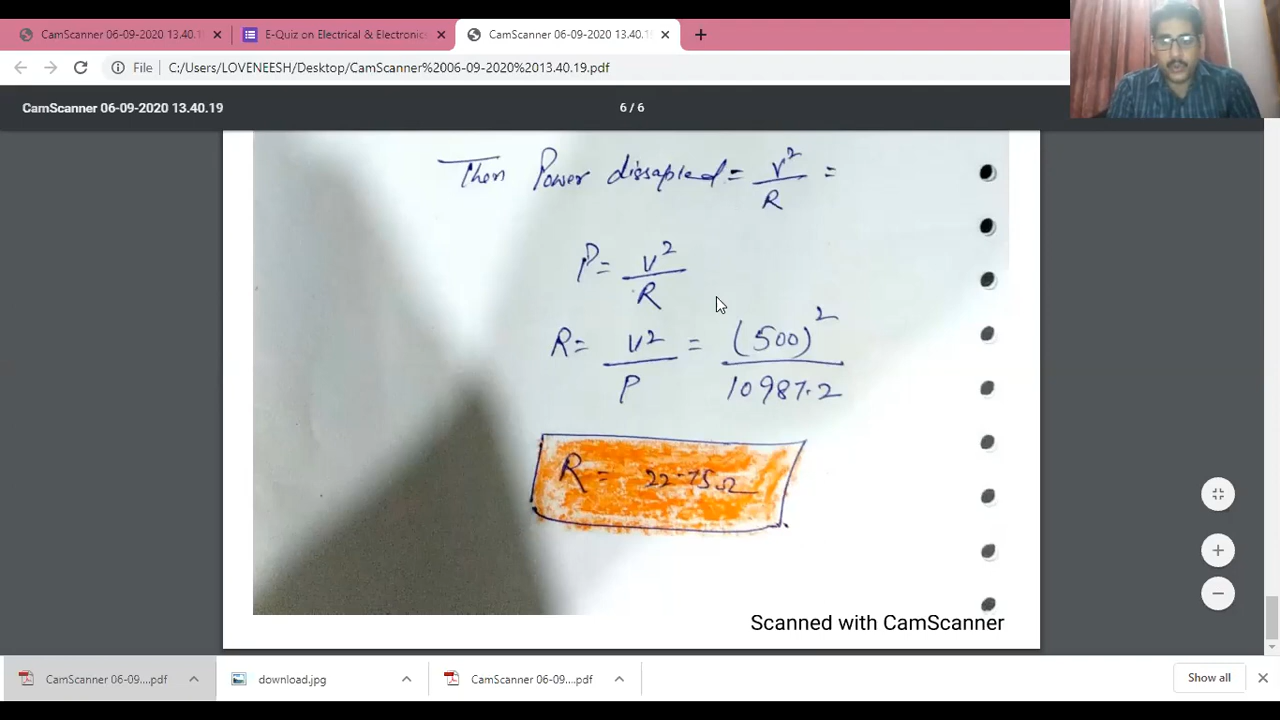 CamScanner 06-09-2020 13.40.1
E-Quiz on Electrical & Electronics
CamScanner 06-09-2020 13.40.1
File
C:/Users/LOVENEESH/Desktop/CamScanner%2006-09-2020%2013.40.19.pdf
CamScanner 06-09-2020 13.40.19
6 / 6
Then Power dissapled = V²/R =
P = V²/R
R = V²/P = (500)²/10987.2
R = 22.75Ω
Scanned with CamScanner
CamScanner 06-09....pdf
download.jpg
CamScanner 06-09....pdf
Show all